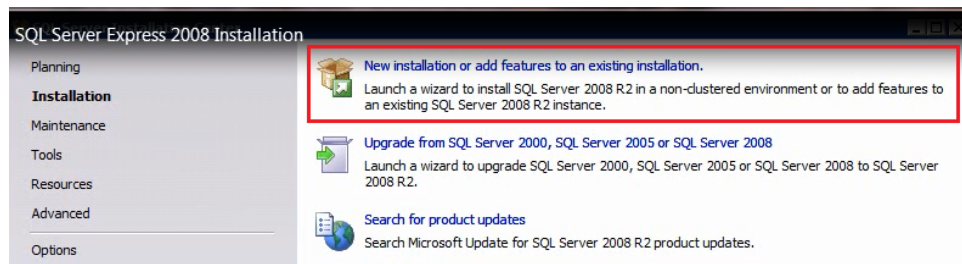 SQL Server Express 2008 Installation
Planning
Installation
Maintenance
Tools
Resources
Advanced
Options
New installation or add features to an existing installation.
Launch a wizard to install SQL Server 2008 R2 in a non-clustered environment or to add features to
an existing SQL Server 2008 R2 instance.
Upgrade from SQL Server 2000, SQL Server 2005 or SQL Server 2008
Launch a wizard to upgrade SQL Server 2000, SQL Server 2005 or SQL Server 2008 to SQL Server
2008 R2.
Search for product updates
Search Microsoft Update for SQL Server 2008 R2 product updates.